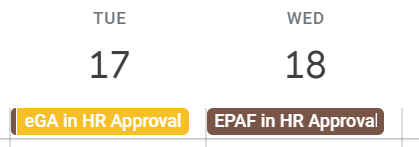 TUE WED
17 18
eGA in HR Approval EPAF in HR Approval